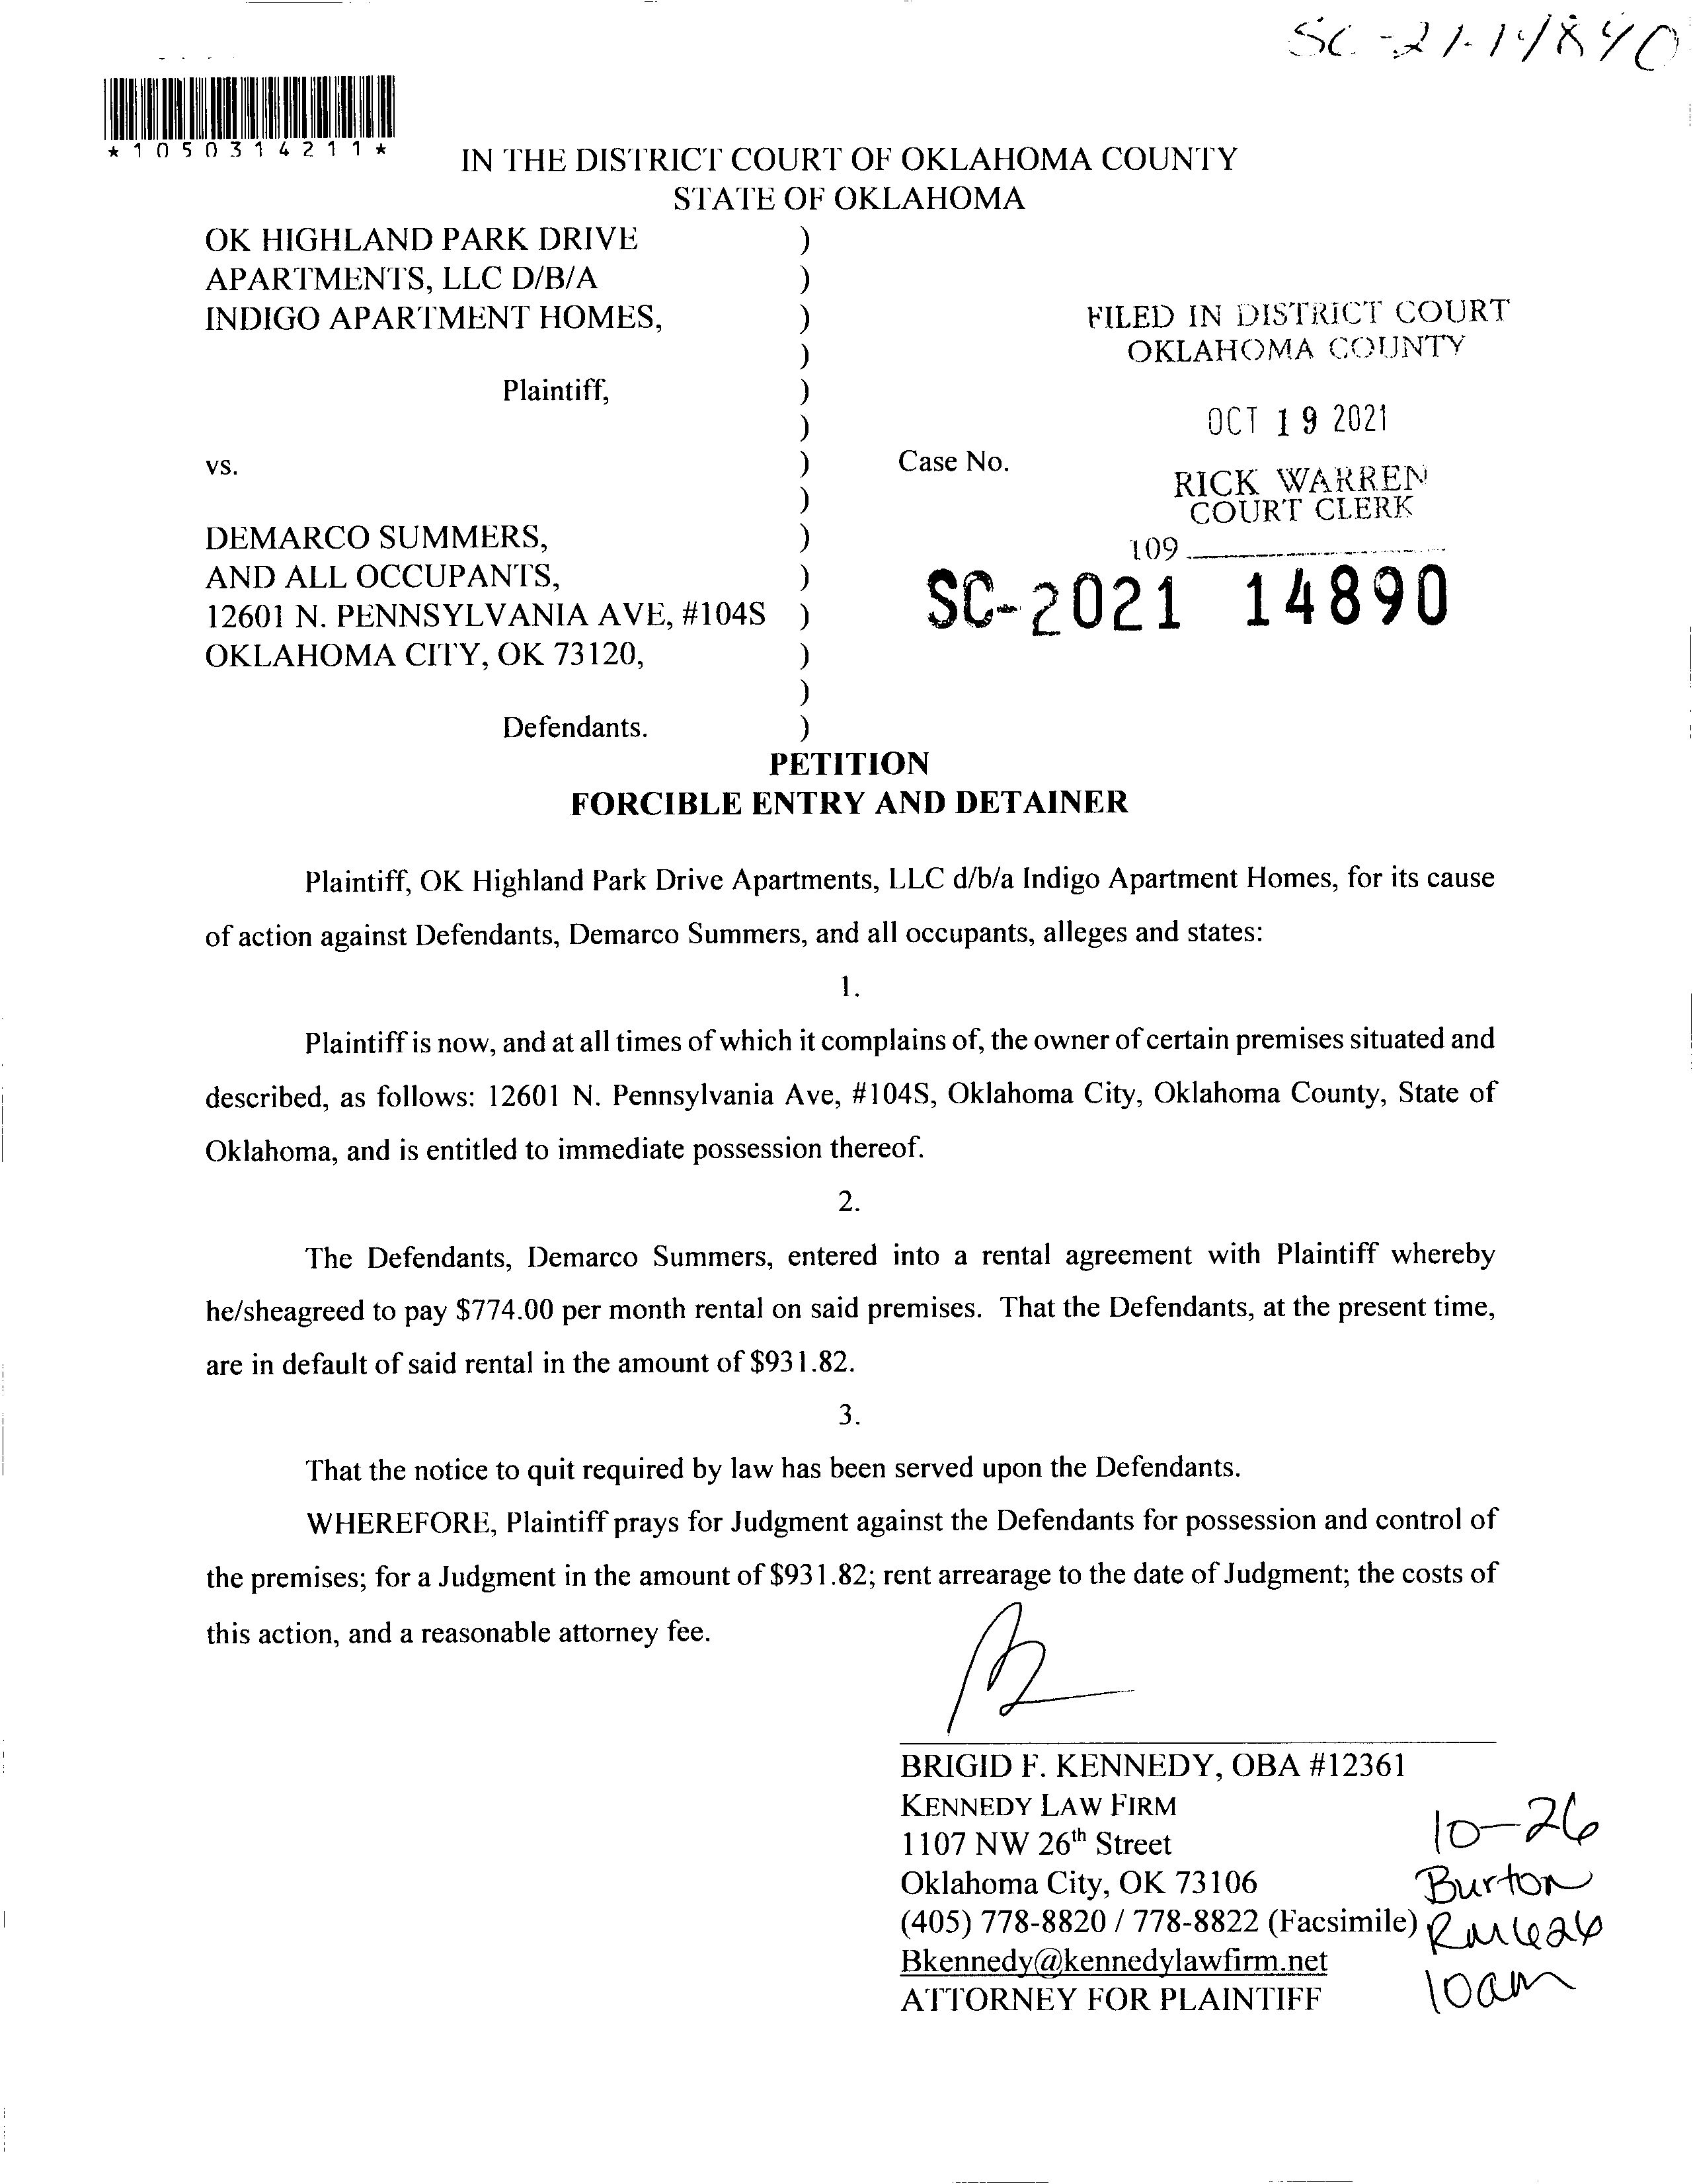 SC-21-14890
*1050314211*
IN THE DISTRICT COURT OF OKLAHOMA COUNTY
STATE OF OKLAHOMA
OK HIGHLAND PARK DRIVE )
APARTMENTS, LLC D/B/A )
INDIGO APARTMENT HOMES, )
)
Plaintiff, )
)
vs. )
)
DEMARCO SUMMERS, )
AND ALL OCCUPANTS, )
12601 N. PENNSYLVANIA AVE, #104S )
OKLAHOMA CITY, OK 73120, )
)
Defendants. )
FILED IN DISTRICT COURT
OKLAHOMA COUNTY
OCT 19 2021
Case No.
RICK WARREN
COURT CLERK
109
SC-2021 14890
PETITION
FORCIBLE ENTRY AND DETAINER
Plaintiff, OK Highland Park Drive Apartments, LLC d/b/a Indigo Apartment Homes, for its cause
of action against Defendants, Demarco Summers, and all occupants, alleges and states:
1.
Plaintiff is now, and at all times of which it complains of, the owner of certain premises situated and
described, as follows: 12601 N. Pennsylvania Ave, #104S, Oklahoma City, Oklahoma County, State of
Oklahoma, and is entitled to immediate possession thereof.
2.
The Defendants, Demarco Summers, entered into a rental agreement with Plaintiff whereby
he/sheagreed to pay $774.00 per month rental on said premises. That the Defendants, at the present time,
are in default of said rental in the amount of $931.82.
3.
That the notice to quit required by law has been served upon the Defendants.
WHEREFORE, Plaintiff prays for Judgment against the Defendants for possession and control of
the premises; for a Judgment in the amount of $931.82; rent arrearage to the date of Judgment; the costs of
this action, and a reasonable attorney fee.
BRIGID F. KENNEDY, OBA #12361
KENNEDY LAW FIRM
1107 NW 26th Street
Oklahoma City, OK 73106
(405) 778-8820 / 778-8822 (Facsimile)
Bkennedy@kennedylawfirm.net
ATTORNEY FOR PLAINTIFF
10-26
Burton
10am